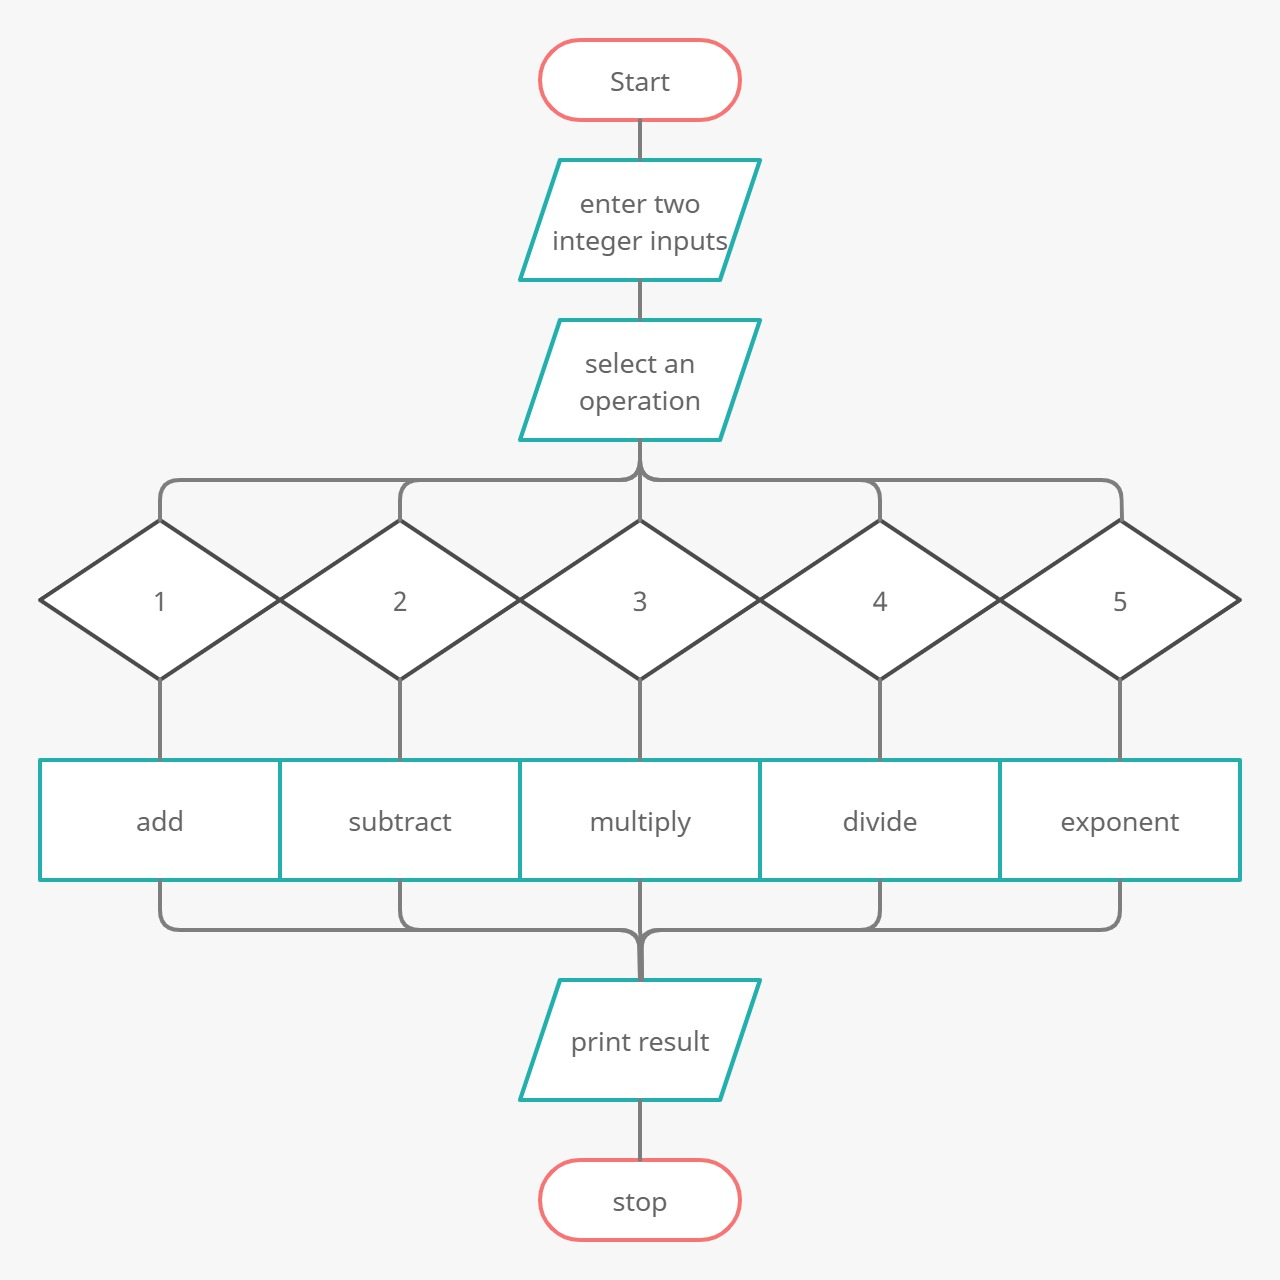 Start
enter two
integer inputs
select an
operation
1
2
3
4
5
add
subtract
multiply
divide
exponent
print result
stop